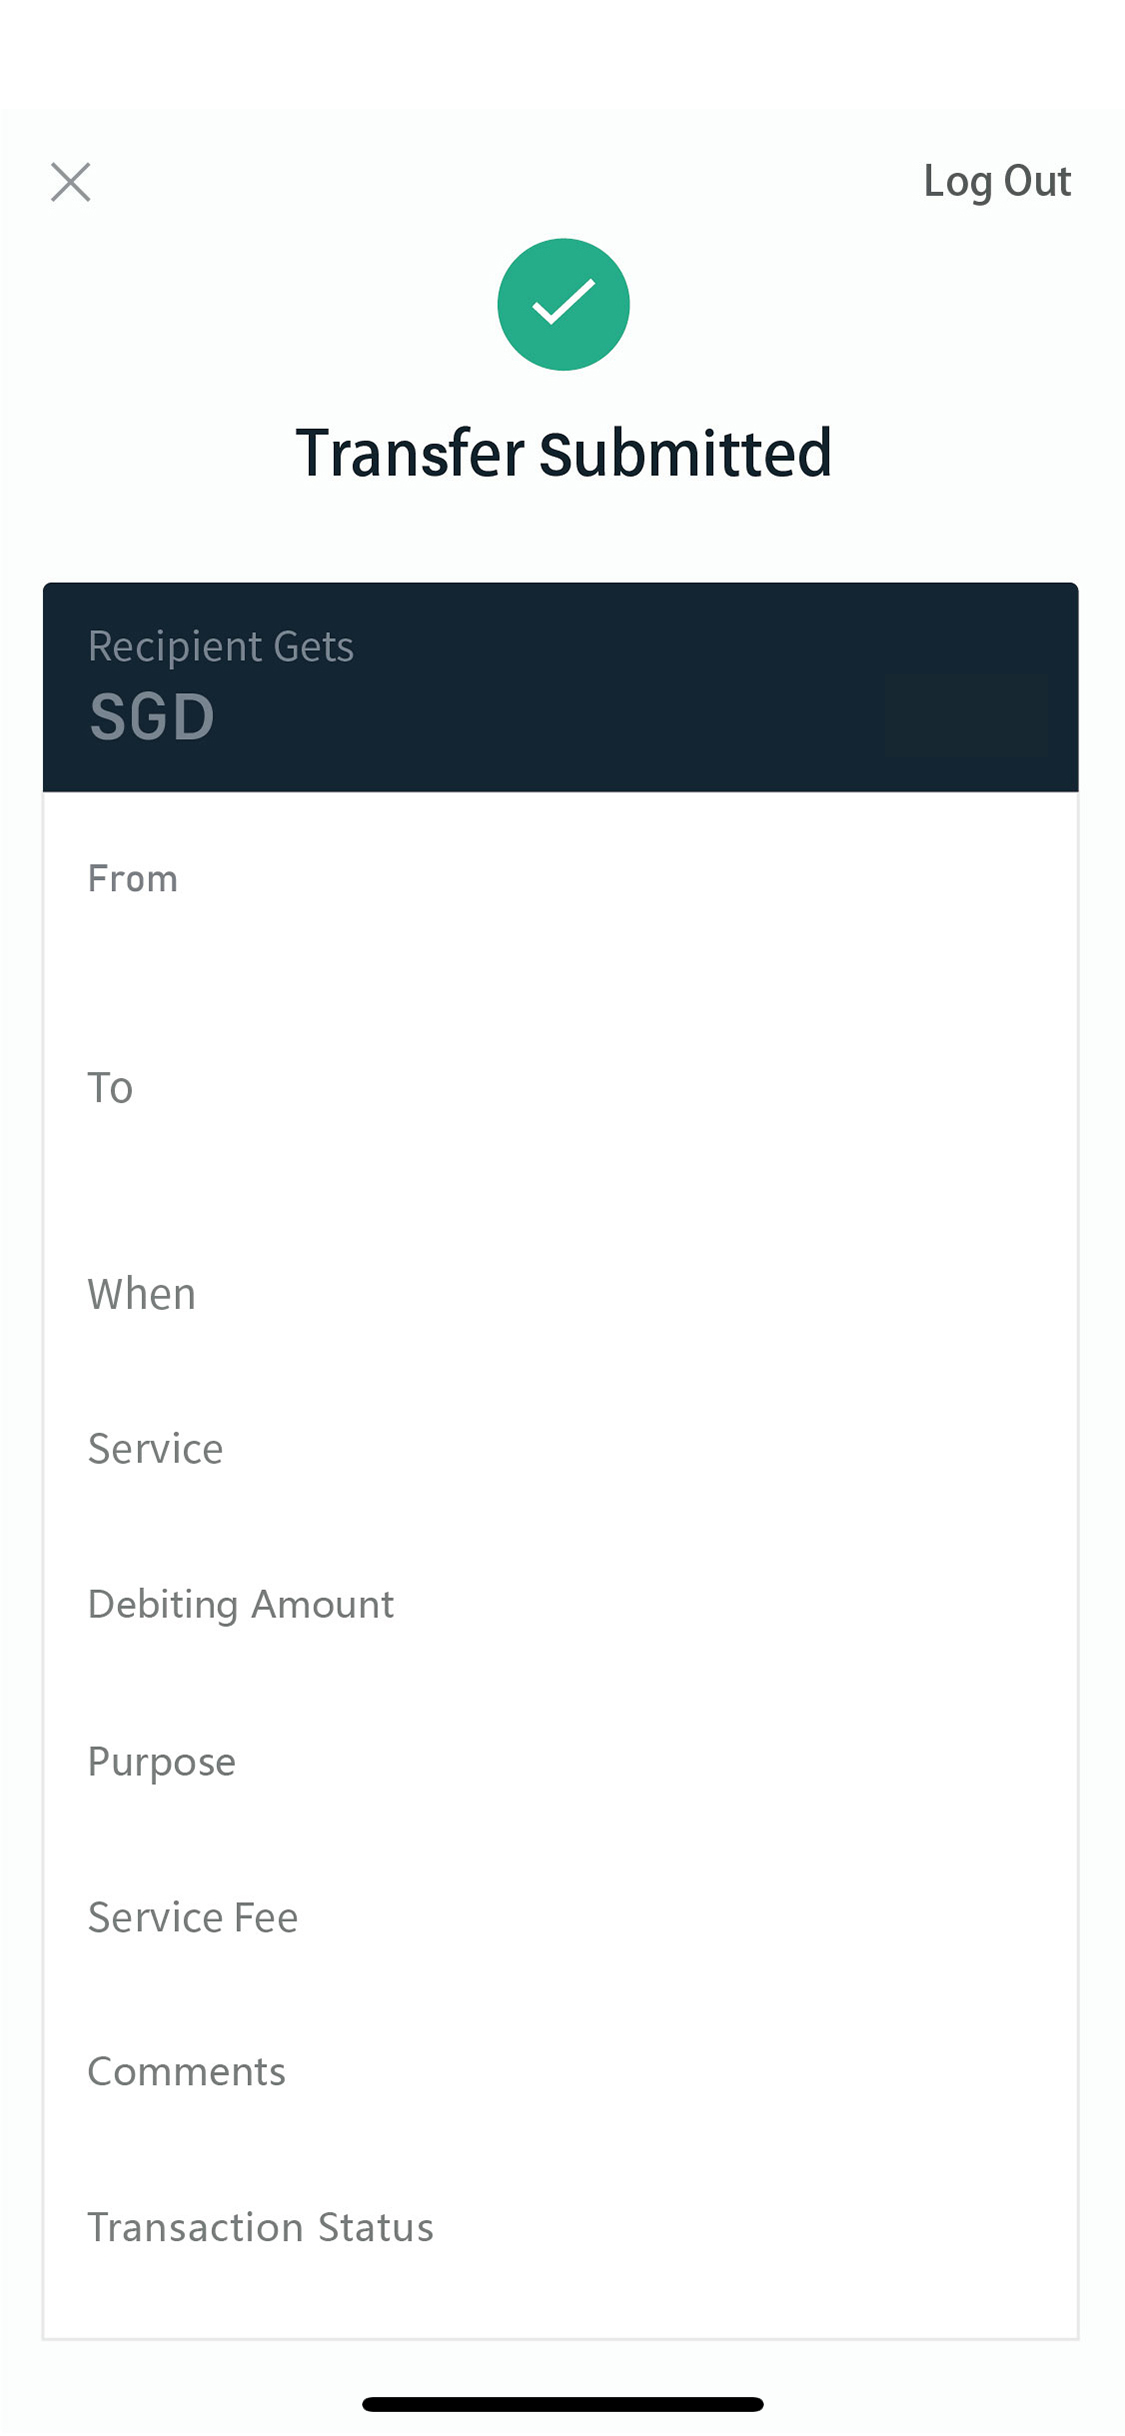 Log Out
Transfer Submitted
Recipient Gets
SGD
From
To
When
Service
Debiting Amount
Purpose
Service Fee
Comments
Transaction Status